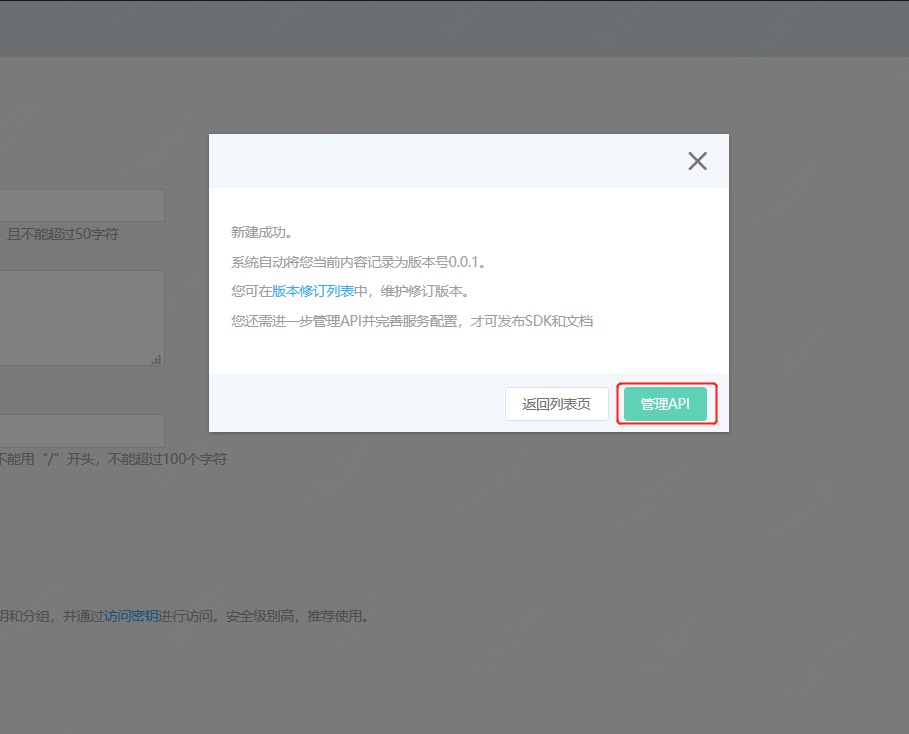 且不能超过50字符
新建成功。
系统自动将您当前内容记录为版本号0.0.1。
您可在版本修订列表中，维护修订版本。
您还需进一步管理API并完善服务配置，才可发布SDK和文档
返回列表页
管理API
不能用“/”开头，不能超过100个字符
钥和分组，并通过访问密钥进行访问。安全级别高，推荐使用。